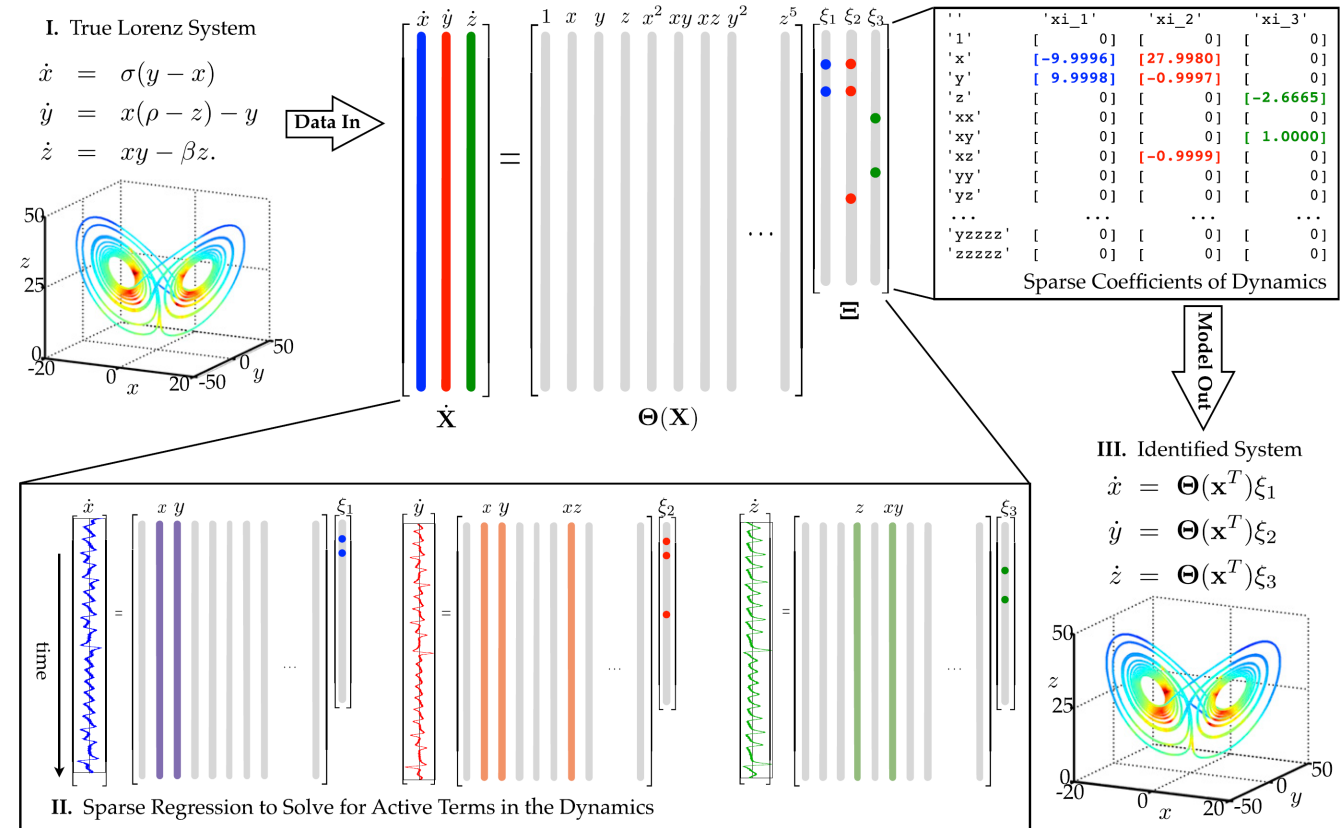 I. True Lorenz System
ẋ = σ(y − x)
ẏ = x(ρ − z) − y
ż = xy − βz.
Data In
50
z
25
0
-20
0
x
20
-50
0
y
50
ẋ ẏ ż
Ẋ
=
1 x y z x² xy xz y² z⁵
...
Θ(X)
ξ₁ ξ₂ ξ₃
Ξ
'' 'xi_1' 'xi_2' 'xi_3'
'1' [ 0] [ 0] [ 0]
'x' [-9.9996] [27.9980] [ 0]
'y' [ 9.9998] [-0.9997] [ 0]
'z' [ 0] [ 0] [-2.6665]
'xx' [ 0] [ 0] [ 0]
'xy' [ 0] [ 0] [ 1.0000]
'xz' [ 0] [-0.9999] [ 0]
'yy' [ 0] [ 0] [ 0]
'yz' [ 0] [ 0] [ 0]
... ... ... ...
'yzzzz' [ 0] [ 0] [ 0]
'zzzzz' [ 0] [ 0] [ 0]
Sparse Coefficients of Dynamics
Model Out
time
ẋ = x y ... ξ₁
ẏ = x y xz ... ξ₂
ż = z xy ... ξ₃
II. Sparse Regression to Solve for Active Terms in the Dynamics
III. Identified System
ẋ = Θ(xᵀ)ξ₁
ẏ = Θ(xᵀ)ξ₂
ż = Θ(xᵀ)ξ₃
50
z
25
0
-20
0
x
20
-50
0
y
50